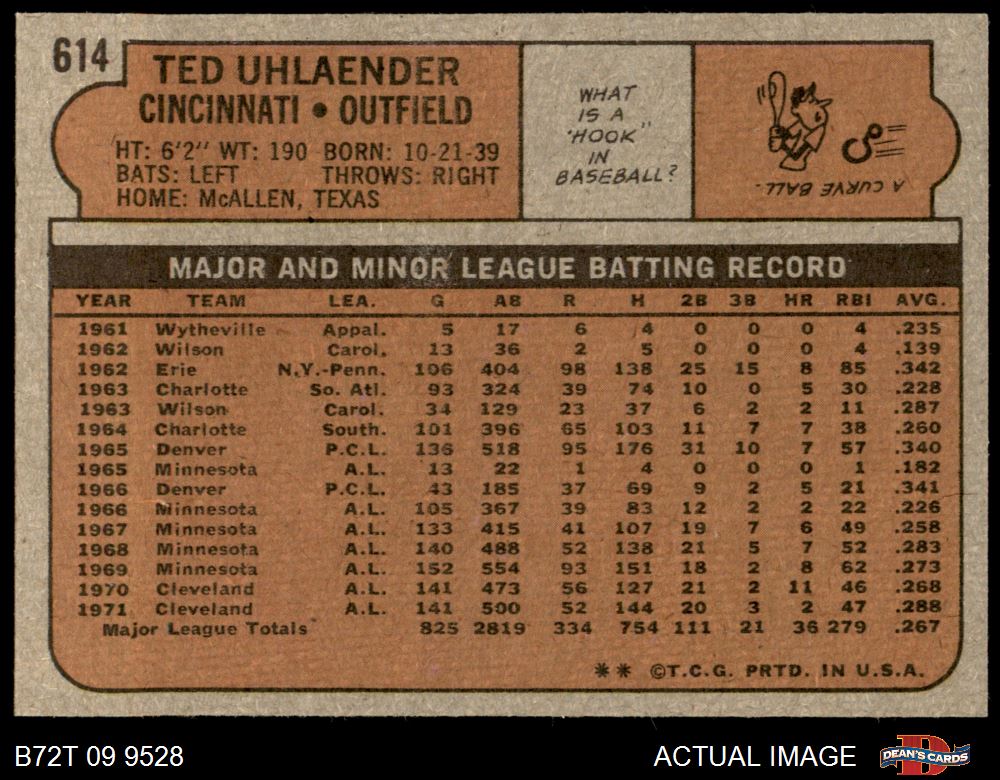 614
TED UHLAENDER
CINCINNATI • OUTFIELD
HT: 6'2" WT: 190 BORN: 10-21-39
BATS: LEFT THROWS: RIGHT
HOME: McALLEN, TEXAS
WHAT
IS A
"HOOK"
IN
BASEBALL?
A CURVE BALL.
MAJOR AND MINOR LEAGUE BATTING RECORD
YEAR TEAM LEA. G AB R H 2B 3B HR RBI AVG.
1961 Wytheville Appal. 5 17 6 4 0 0 0 4 .235
1962 Wilson Carol. 13 36 2 5 0 0 0 4 .139
1962 Erie N.Y.-Penn. 106 404 98 138 25 15 8 85 .342
1963 Charlotte So. Atl. 93 324 39 74 10 0 5 30 .228
1963 Wilson Carol. 34 129 23 37 6 2 2 11 .287
1964 Charlotte South. 101 396 65 103 11 7 7 38 .260
1965 Denver P.C.L. 136 518 95 176 31 10 7 57 .340
1965 Minnesota A.L. 13 22 1 4 0 0 0 1 .182
1966 Denver P.C.L. 43 185 37 69 9 2 5 21 .341
1966 Minnesota A.L. 105 367 39 83 12 2 2 22 .226
1967 Minnesota A.L. 133 415 41 107 19 7 6 49 .258
1968 Minnesota A.L. 140 488 52 138 21 5 7 52 .283
1969 Minnesota A.L. 152 554 93 151 18 2 8 62 .273
1970 Cleveland A.L. 141 473 56 127 21 2 11 46 .268
1971 Cleveland A.L. 141 500 52 144 20 3 2 47 .288
Major League Totals 825 2819 334 754 111 21 36 279 .267
** ©T.C.G. PRTD. IN U.S.A.
B72T 09 9528 ACTUAL IMAGE DEAN'S CARDS